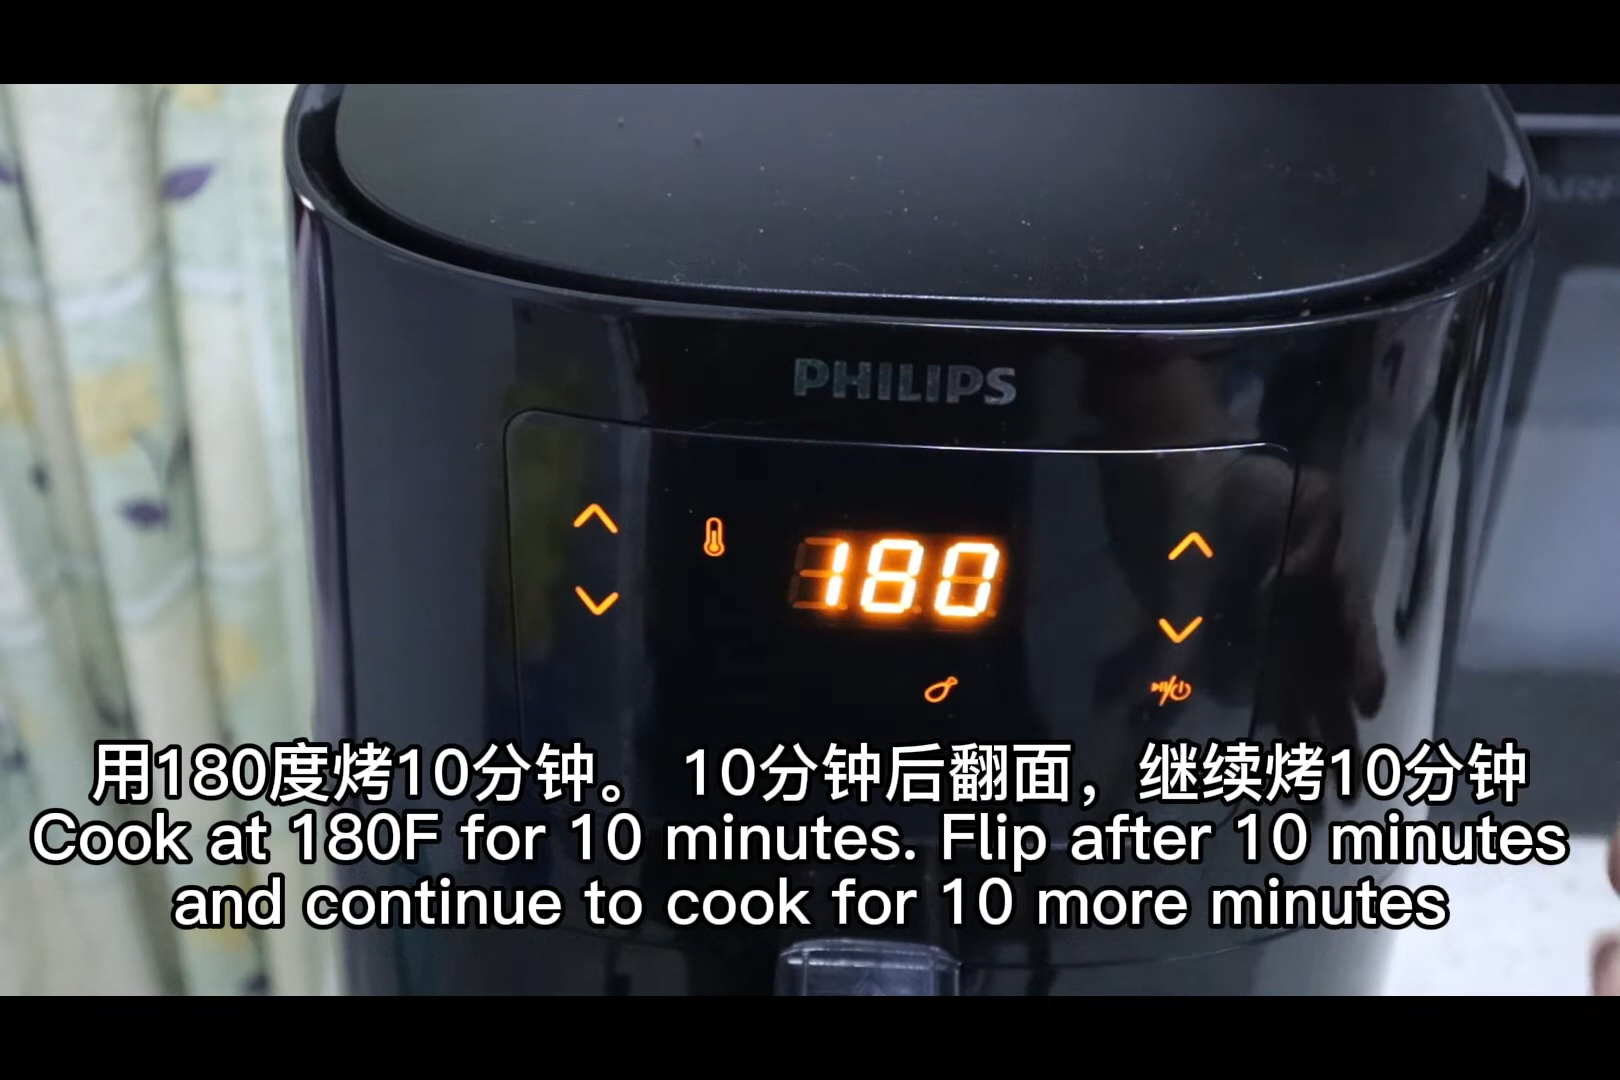 PHILIPS
180
用180度烤10分钟。 10分钟后翻面，继续烤10分钟
Cook at 180F for 10 minutes. Flip after 10 minutes
and continue to cook for 10 more minutes